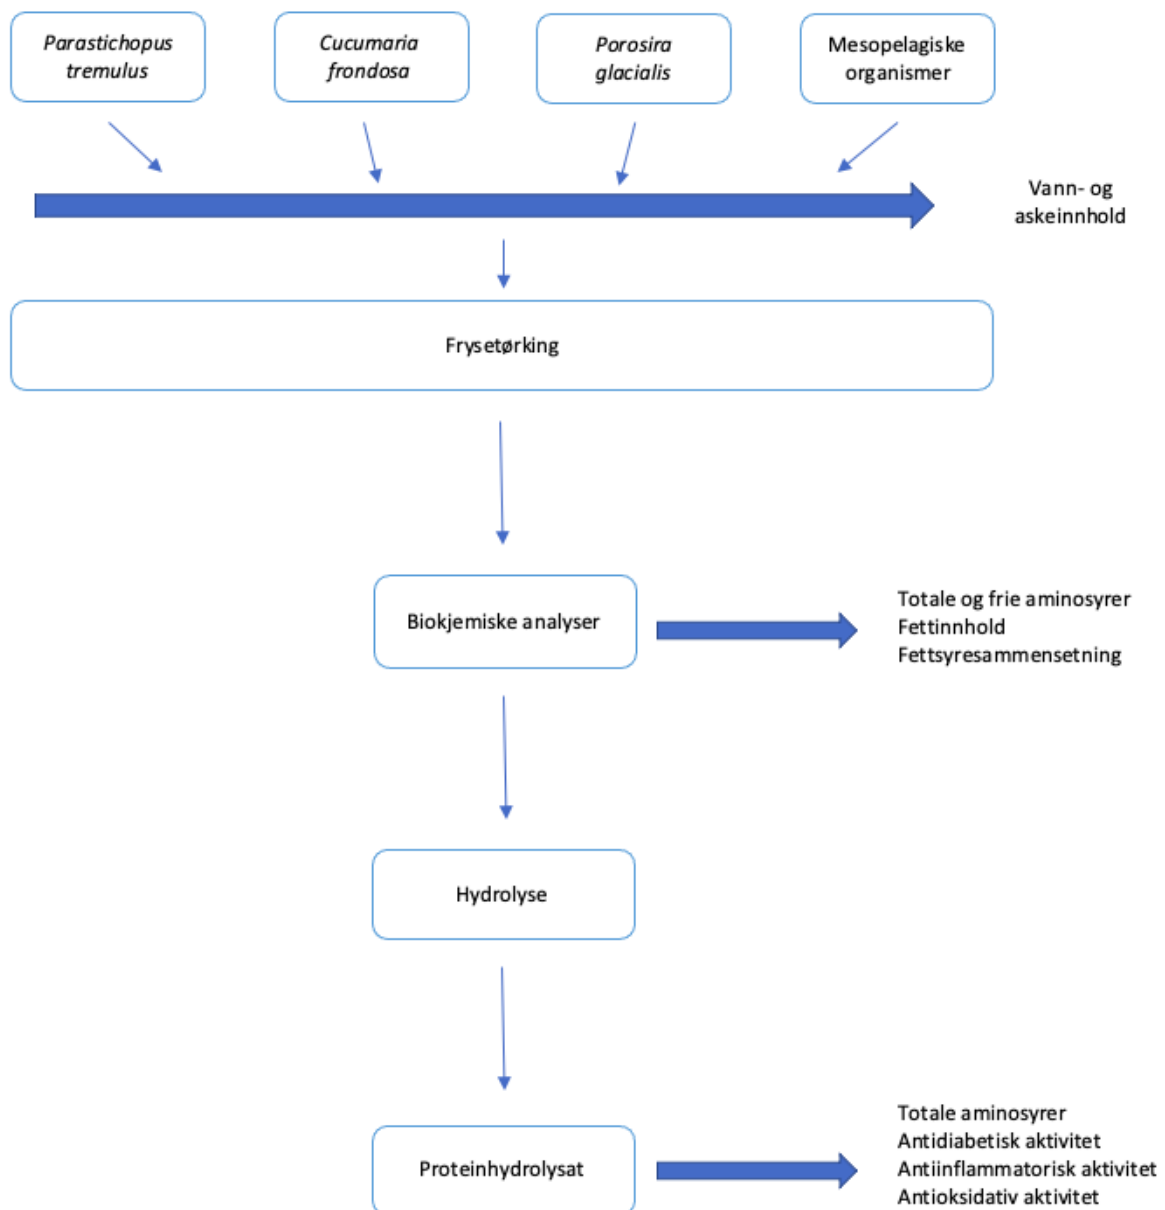 Parastichopus
tremulus
Cucumaria
frondosa
Porosira
glacialis
Mesopelagiske
organismer
Vann- og
askeinnhold
Frysetørking
Biokjemiske analyser
Totale og frie aminosyrer
Fettinnhold
Fettsyresammensetning
Hydrolyse
Proteinhydrolysat
Totale aminosyrer
Antidiabetisk aktivitet
Antiinflammatorisk aktivitet
Antioksidativ aktivitet